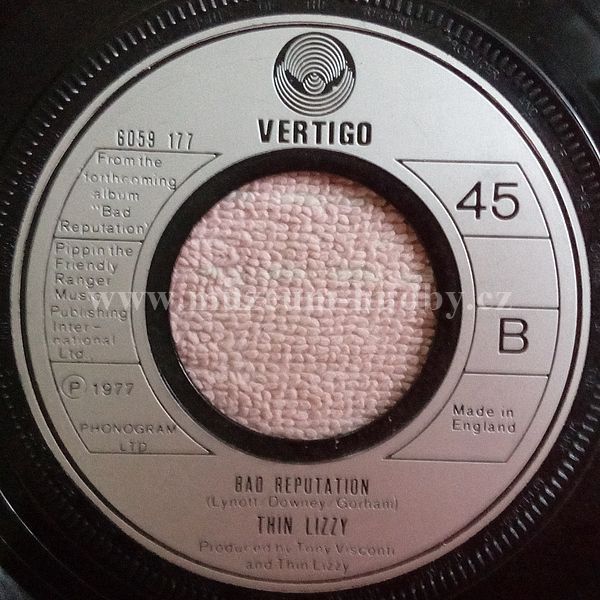 VERTIGO
6059 177
From the
forthcoming
album
"Bad
Reputation"
Pippin the
Friendly
Ranger
Music
Publishing
Inter-
national
Ltd.
℗ 1977
PHONOGRAM
LTD
45
B
Made in
England
BAD REPUTATION
(Lynott/Downey/Gorham)
THIN LIZZY
Produced by Tony Visconti
and Thin Lizzy
www.muzeum-hudby.cz